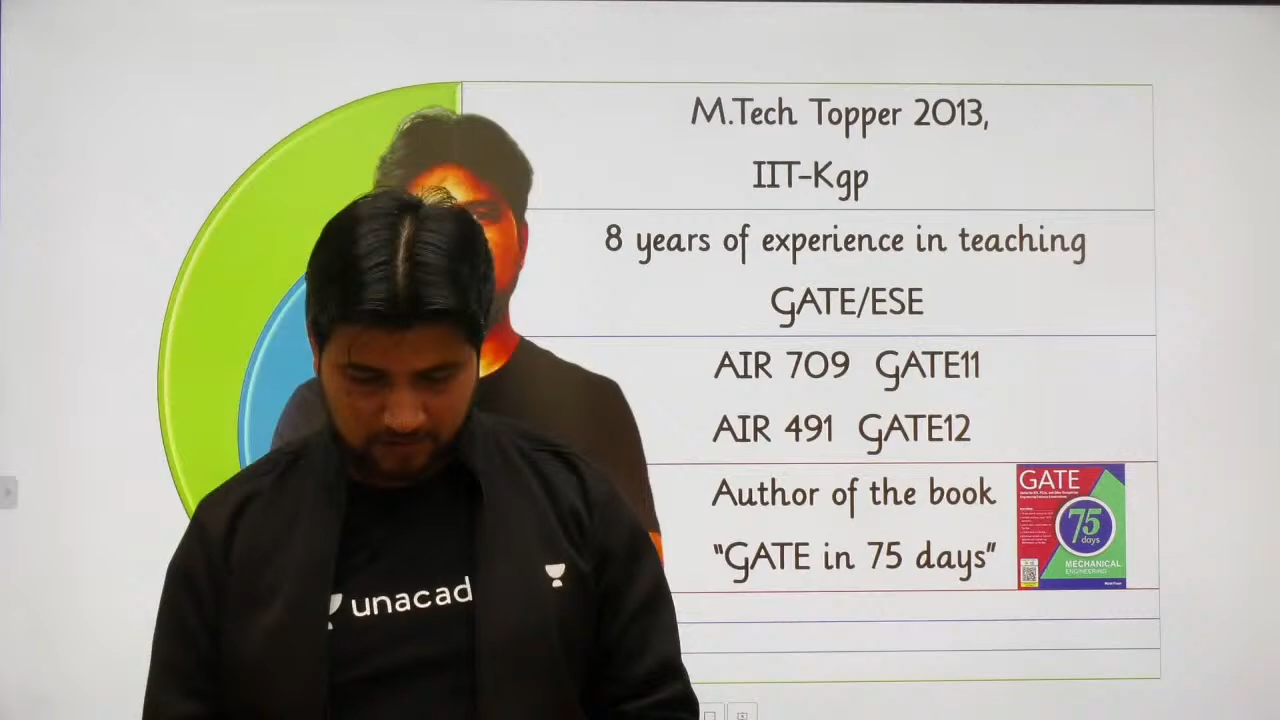 M.Tech Topper 2013,
IIT-Kgp
8 years of experience in teaching
GATE/ESE
AIR 709 GATE11
AIR 491 GATE12
Author of the book
"GATE in 75 days"
GATE
75
days
MECHANICAL
ENGINEERING
unacad